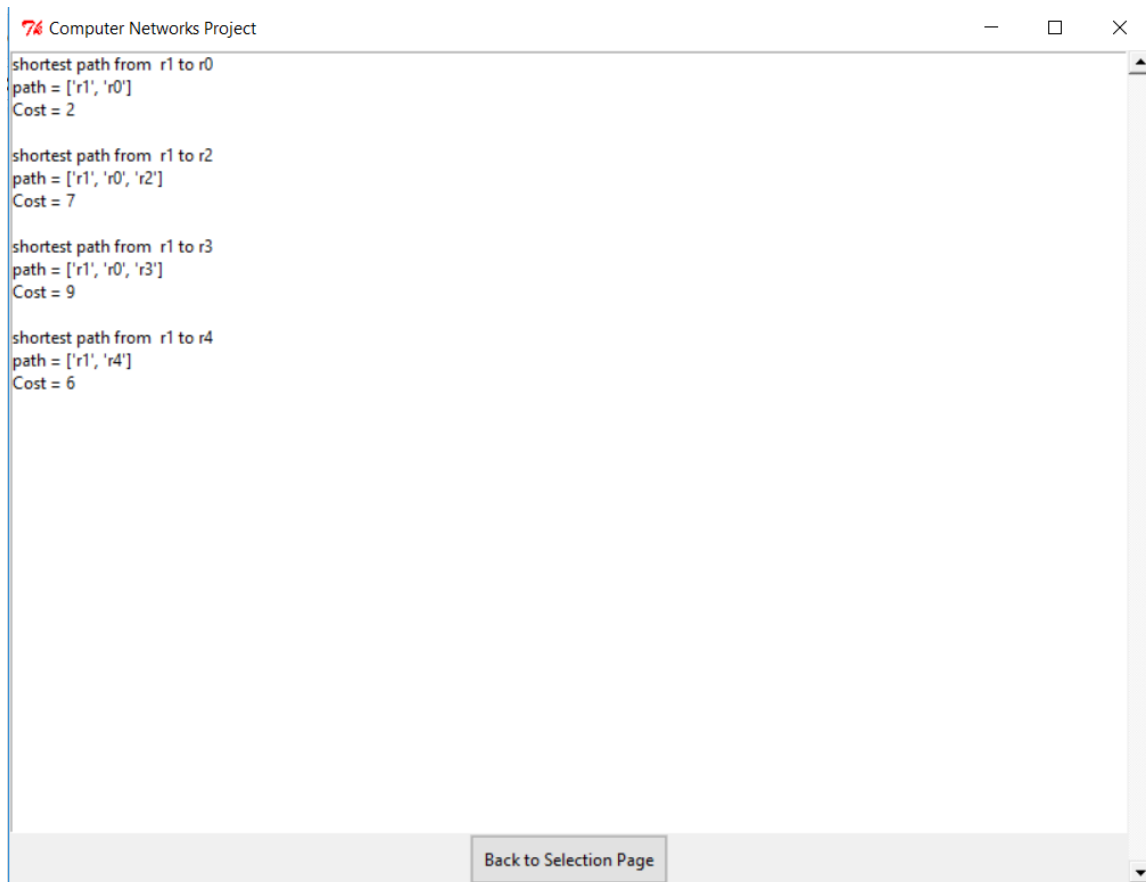 Computer Networks Project
shortest path from  r1 to r0
path = ['r1', 'r0']
Cost = 2
shortest path from  r1 to r2
path = ['r1', 'r0', 'r2']
Cost = 7
shortest path from  r1 to r3
path = ['r1', 'r0', 'r3']
Cost = 9
shortest path from  r1 to r4
path = ['r1', 'r4']
Cost = 6
Back to Selection Page